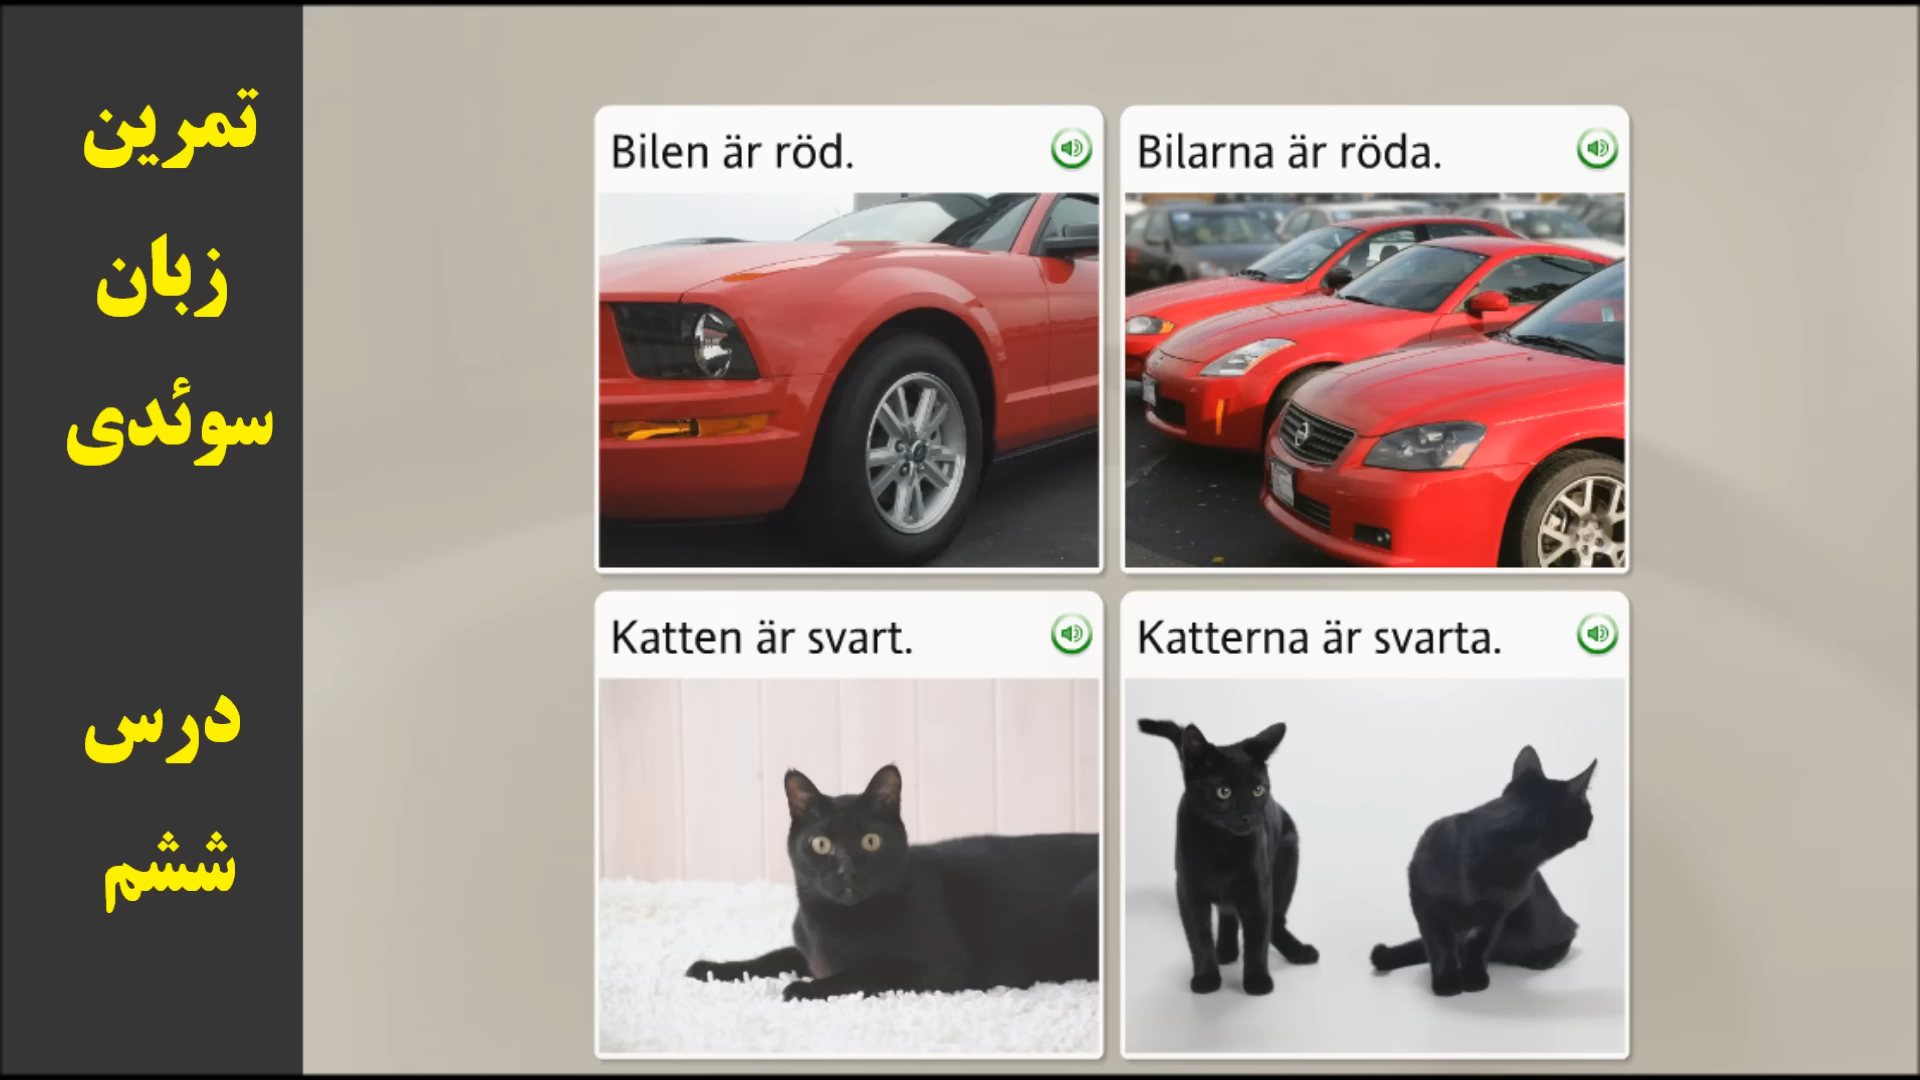 تمرین
زبان
سوئدی
درس
ششم
Bilen är röd.
Bilarna är röda.
Katten är svart.
Katterna är svarta.